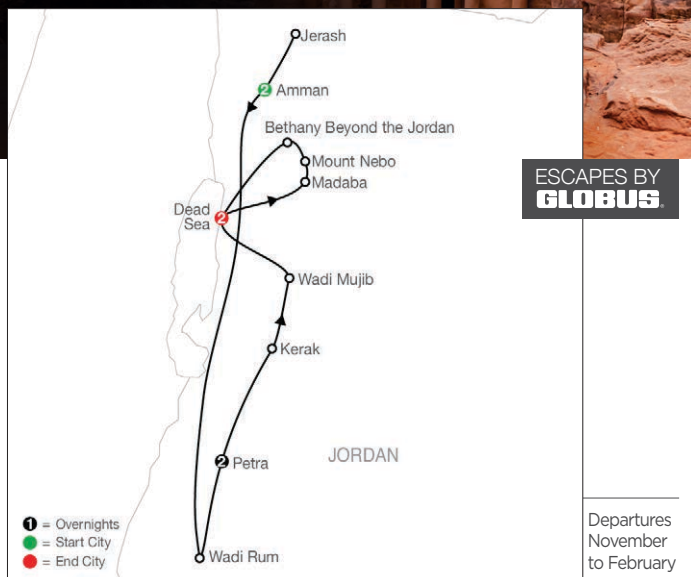 Jerash
2 Amman
Bethany Beyond the Jordan
Mount Nebo
Madaba
ESCAPES BY
GLOBUS®
Dead
Sea
2
Wadi Mujib
Kerak
2 Petra
JORDAN
1 = Overnights
= Start City
= End City
Wadi Rum
Departures
November
to February